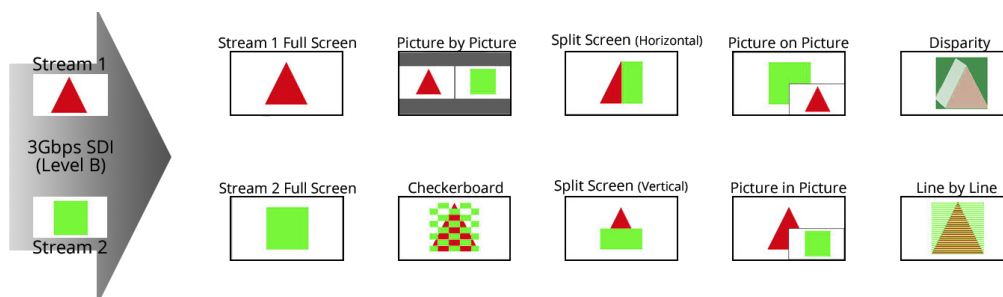 Stream 1
3Gbps SDI
(Level B)
Stream 2
Stream 1 Full Screen
Picture by Picture
Split Screen (Horizontal)
Picture on Picture
Disparity
Stream 2 Full Screen
Checkerboard
Split Screen (Vertical)
Picture in Picture
Line by Line